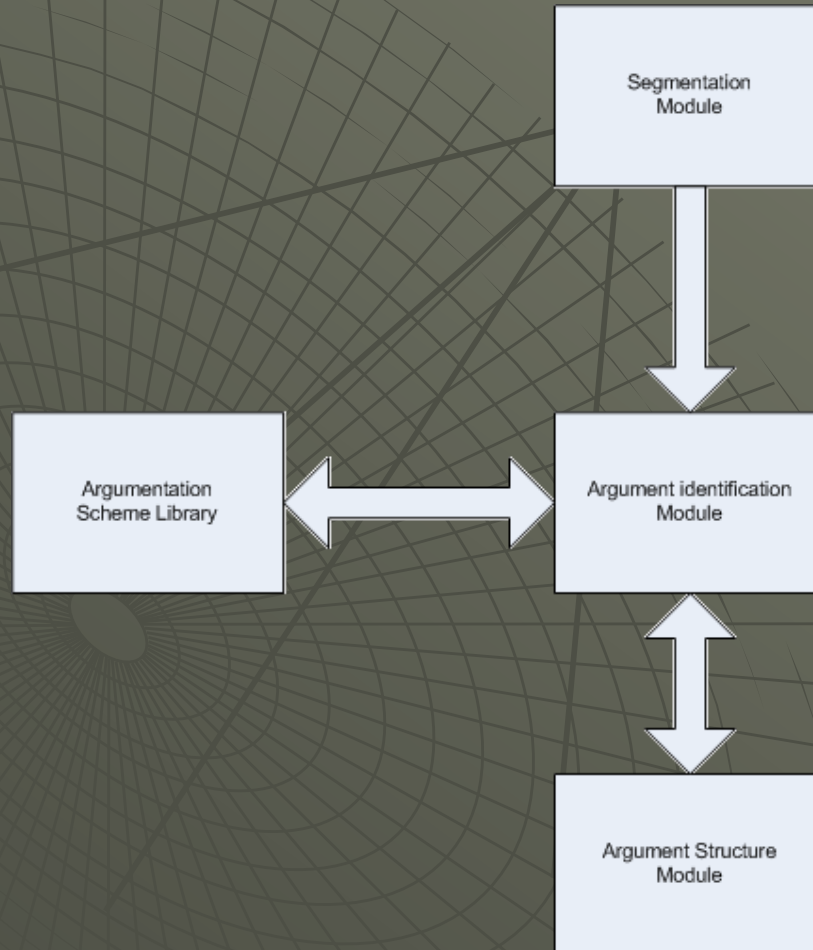 Segmentation
Module
Argumentation
Scheme Library
Argument identification
Module
Argument Structure
Module